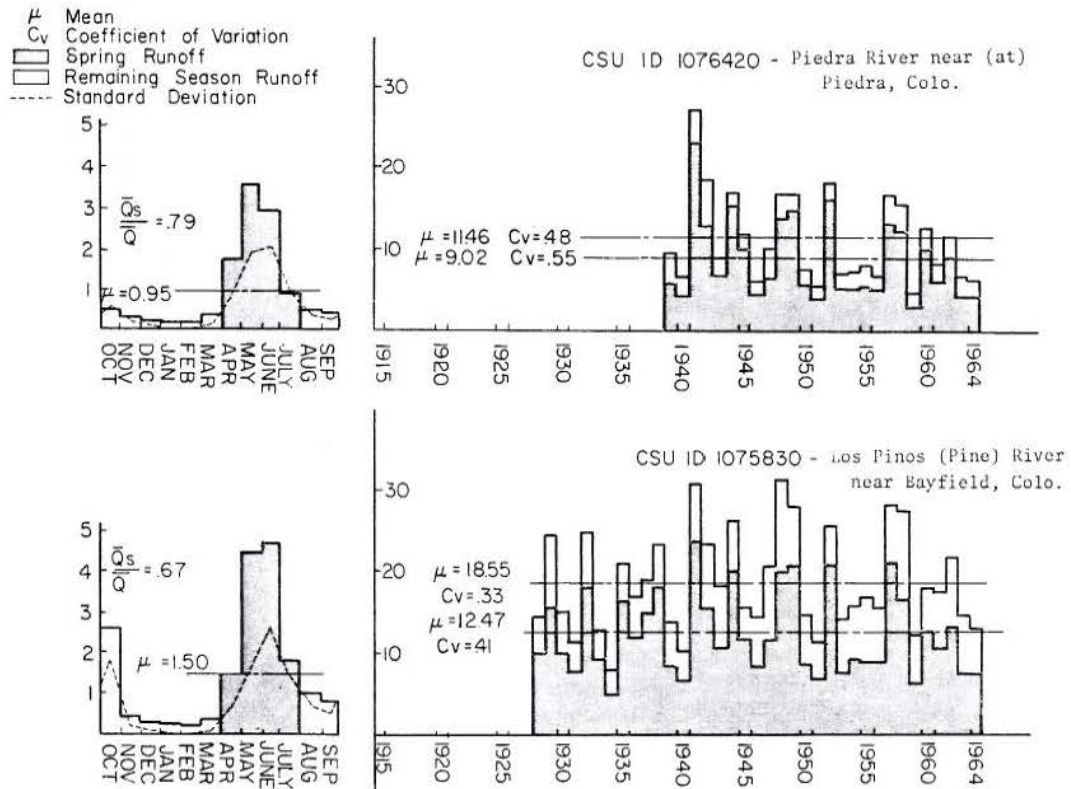 μ Mean
Cv Coefficient of Variation
Spring Runoff
Remaining Season Runoff
Standard Deviation
CSU ID 1076420 - Piedra River near (at)
Piedra, Colo.
5
4
3
2
1
Q̄s/Q̄ = .79
μ=0.95
OCT NOV DEC JAN FEB MAR APR MAY JUNE JULY AUG SEP
30
20
10
μ=11.46 Cv=.48
μ=9.02 Cv=.55
1915 1920 1925 1930 1935 1940 1945 1950 1955 1960 1964
CSU ID 1075830 - Los Pinos (Pine) River
near Bayfield, Colo.
5
4
3
2
1
Q̄s/Q̄ = .67
μ=1.50
OCT NOV DEC JAN FEB MAR APR MAY JUNE JULY AUG SEP
30
20
10
μ=18.55
Cv=.33
μ=12.47
Cv=.41
1915 1920 1925 1930 1935 1940 1945 1950 1955 1960 1964